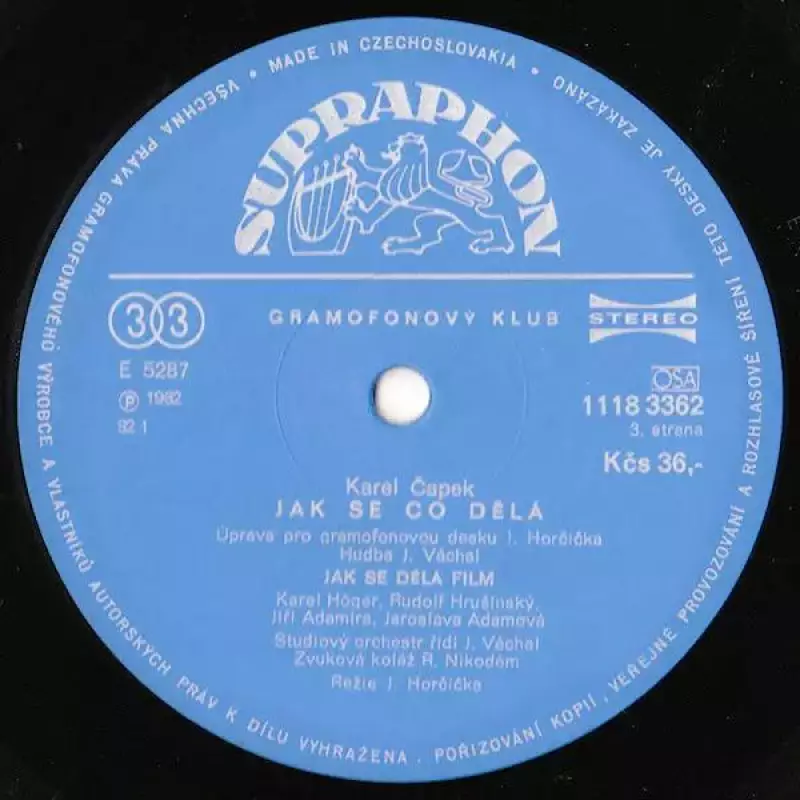 VŠECHNA PRÁVA GRAMOFONOVÉHO VÝROBCE A VLASTNÍKŮ AUTORSKÝCH PRÁV K DÍLU VYHRAŽENA. POŘIZOVÁNÍ KOPIÍ, VEŘEJNÉ PROVOZOVÁNÍ A ROZHLASOVÉ ŠÍŘENÍ TÉTO DESKY JE ZAKÁZÁNO
• MADE IN CZECHOSLOVAKIA •
SUPRAPHON
33
GRAMOFONOVÝ KLUB
STEREO
E 5287
OSA
℗ 1982
1118 3362
82 1
3. strana
Kčs 36,-
Karel Čapek
JAK SE CO DĚLÁ
Úprava pro gramofonovou desku J. Horčička
Hudba J. Váchal
JAK SE DĚLÁ FILM
Karel Höger, Rudolf Hrušínský,
Jiří Adamíra, Jaroslava Adamová
Studiový orchestr řídí J. Váchal
Zvuková koláž R. Nikodém
Režie J. Horčička